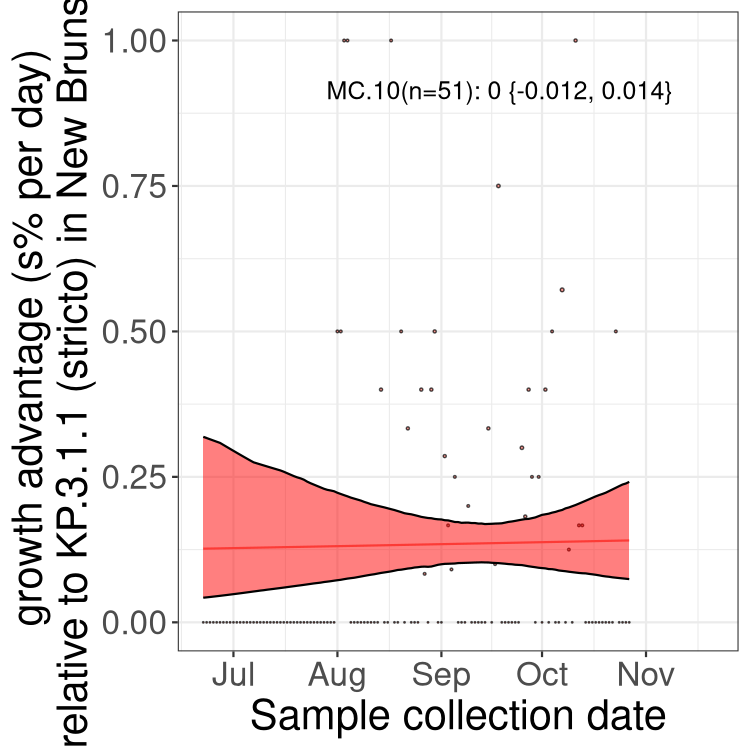 growth advantage (s% per day)
relative to KP.3.1.1 (stricto) in New Bruns
1.00
0.75
0.50
0.25
0.00
MC.10(n=51): 0 {-0.012, 0.014}
Jul Aug Sep Oct Nov
Sample collection date